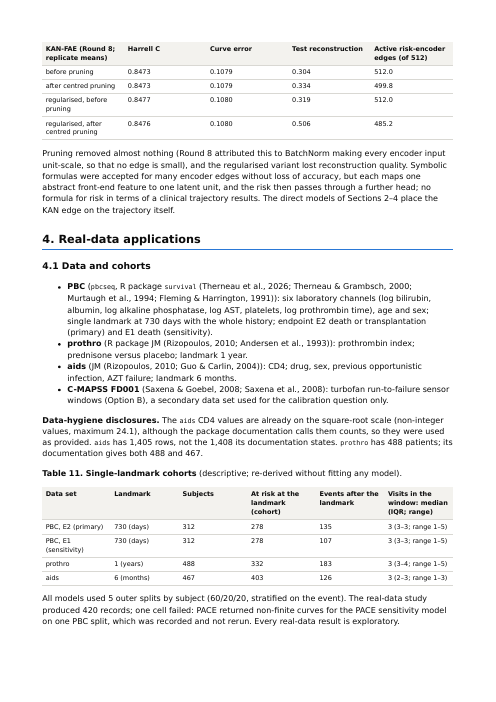 KAN-FAE (Round 8; replicate means) Harrell C Curve error Test reconstruction Active risk-encoder edges (of 512)
before pruning 0.8473 0.1079 0.304 512.0
after centred pruning 0.8473 0.1079 0.334 499.8
regularised, before pruning 0.8477 0.1080 0.319 512.0
regularised, after centred pruning 0.8476 0.1080 0.506 485.2
Pruning removed almost nothing (Round 8 attributed this to BatchNorm making every encoder input
unit-scale, so that no edge is small), and the regularised variant lost reconstruction quality. Symbolic
formulas were accepted for many encoder edges without loss of accuracy, but each maps one
abstract front-end feature to one latent unit, and the risk then passes through a further head; no
formula for risk in terms of a clinical trajectory results. The direct models of Sections 2–4 place the
KAN edge on the trajectory itself.
4. Real-data applications
4.1 Data and cohorts
• PBC (pbcseq, R package survival (Therneau et al., 2026; Therneau & Grambsch, 2000;
Murtaugh et al., 1994; Fleming & Harrington, 1991)): six laboratory channels (log bilirubin,
albumin, log alkaline phosphatase, log AST, platelets, log prothrombin time), age and sex;
single landmark at 730 days with the whole history; endpoint E2 death or transplantation
(primary) and E1 death (sensitivity).
• prothro (R package JM (Rizopoulos, 2010; Andersen et al., 1993)): prothrombin index;
prednisone versus placebo; landmark 1 year.
• aids (JM (Rizopoulos, 2010; Guo & Carlin, 2004)): CD4; drug, sex, previous opportunistic
infection, AZT failure; landmark 6 months.
• C-MAPSS FD001 (Saxena & Goebel, 2008; Saxena et al., 2008): turbofan run-to-failure sensor
windows (Option B), a secondary data set used for the calibration question only.
Data-hygiene disclosures. The aids CD4 values are already on the square-root scale (non-integer
values, maximum 24.1), although the package documentation calls them counts, so they were used
as provided. aids has 1,405 rows, not the 1,408 its documentation states. prothro has 488 patients; its
documentation gives both 488 and 467.
Table 11. Single-landmark cohorts (descriptive; re-derived without fitting any model).
Data set Landmark Subjects At risk at the landmark (cohort) Events after the landmark Visits in the window: median (IQR; range)
PBC, E2 (primary) 730 (days) 312 278 135 3 (3–3; range 1–5)
PBC, E1 (sensitivity) 730 (days) 312 278 107 3 (3–3; range 1–5)
prothro 1 (years) 488 332 183 3 (3–4; range 1–5)
aids 6 (months) 467 403 126 3 (2–3; range 1–3)
All models used 5 outer splits by subject (60/20/20, stratified on the event). The real-data study
produced 420 records; one cell failed: PACE returned non-finite curves for the PACE sensitivity model
on one PBC split, which was recorded and not rerun. Every real-data result is exploratory.